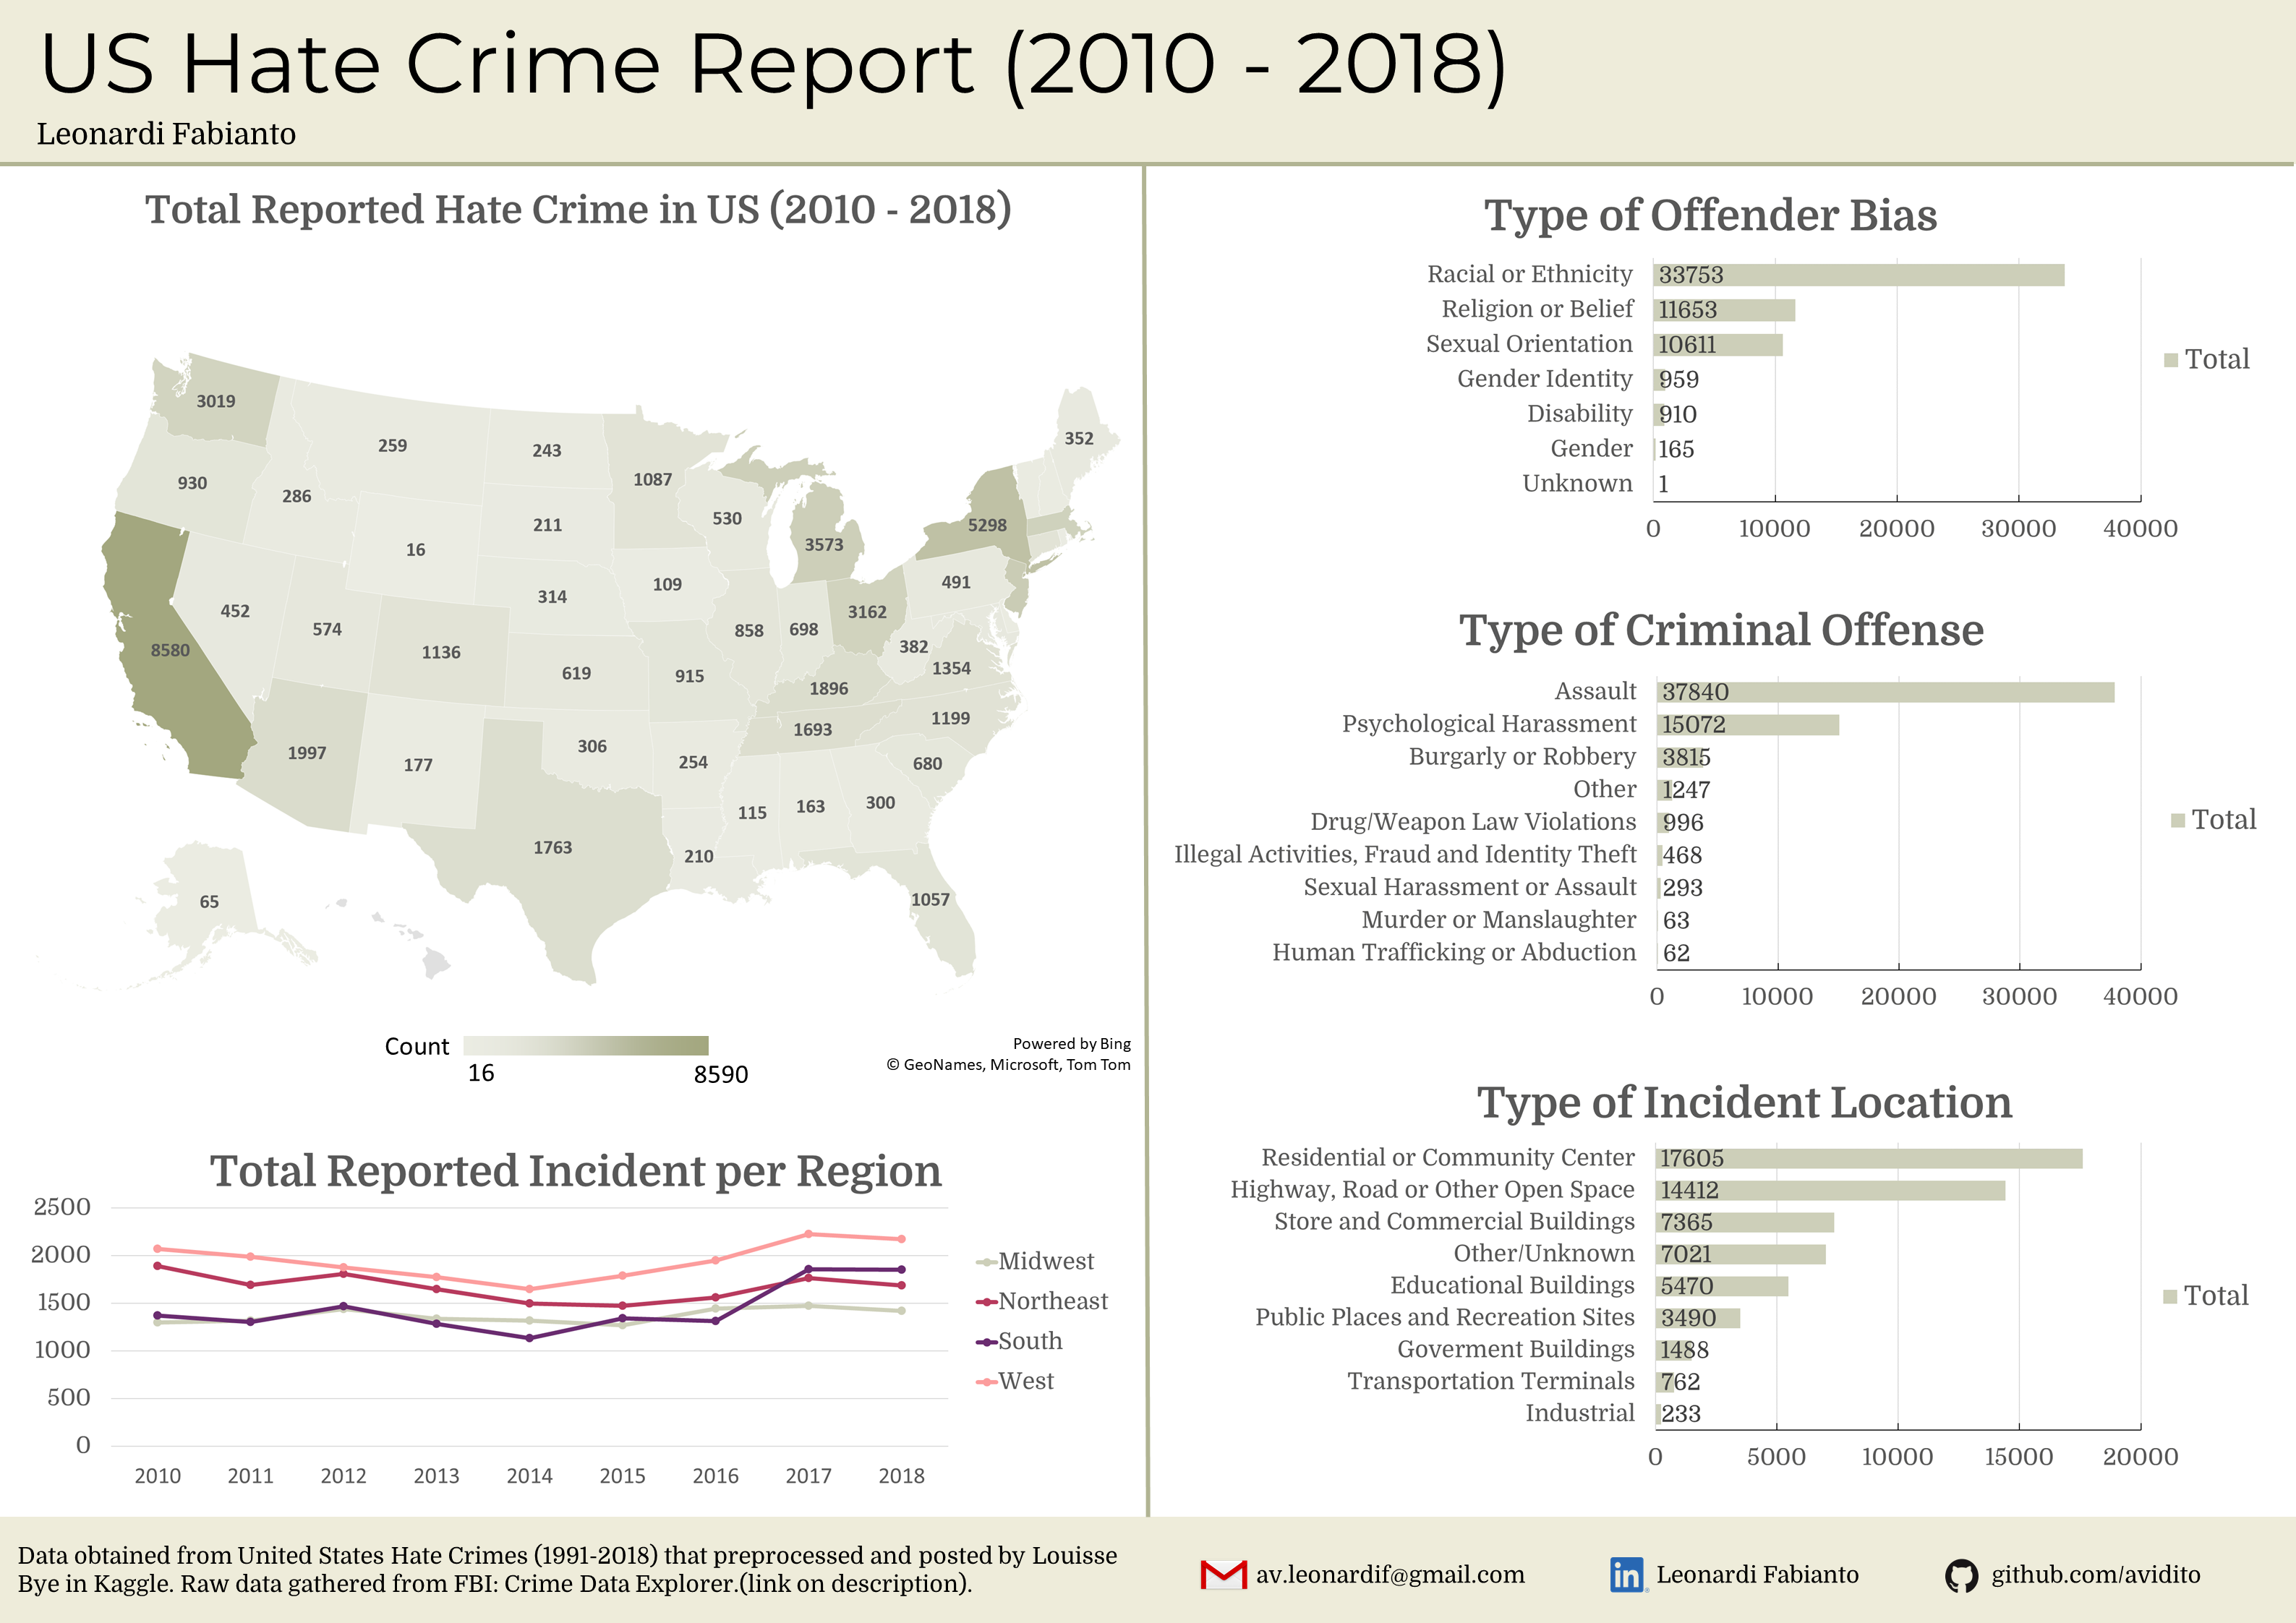 US Hate Crime Report (2010 - 2018)
Leonardi Fabianto
Total Reported Hate Crime in US (2010 - 2018)
3019
259
243
1087
352
930
286
211
530
5298
3573
16
109
491
452
314
3162
574
858
698
8580
1136
382
1354
619
915
1896
1199
1997
306
1693
177
254
680
115
163
300
1763
210
65
1057
Count
16
8590
Powered by Bing
© GeoNames, Microsoft, Tom Tom
Total Reported Incident per Region
2500
2000
1500
1000
500
0
2010 2011 2012 2013 2014 2015 2016 2017 2018
Midwest
Northeast
South
West
Type of Offender Bias
Racial or Ethnicity 33753
Religion or Belief 11653
Sexual Orientation 10611
Gender Identity 959
Disability 910
Gender 165
Unknown 1
0 10000 20000 30000 40000
Total
Type of Criminal Offense
Assault 37840
Psychological Harassment 15072
Burgarly or Robbery 3815
Other 1247
Drug/Weapon Law Violations 996
Illegal Activities, Fraud and Identity Theft 468
Sexual Harassment or Assault 293
Murder or Manslaughter 63
Human Trafficking or Abduction 62
0 10000 20000 30000 40000
Total
Type of Incident Location
Residential or Community Center 17605
Highway, Road or Other Open Space 14412
Store and Commercial Buildings 7365
Other/Unknown 7021
Educational Buildings 5470
Public Places and Recreation Sites 3490
Goverment Buildings 1488
Transportation Terminals 762
Industrial 233
0 5000 10000 15000 20000
Total
Data obtained from United States Hate Crimes (1991-2018) that preprocessed and posted by Louisse
Bye in Kaggle. Raw data gathered from FBI: Crime Data Explorer.(link on description).
av.leonardif@gmail.com
in Leonardi Fabianto
github.com/avidito